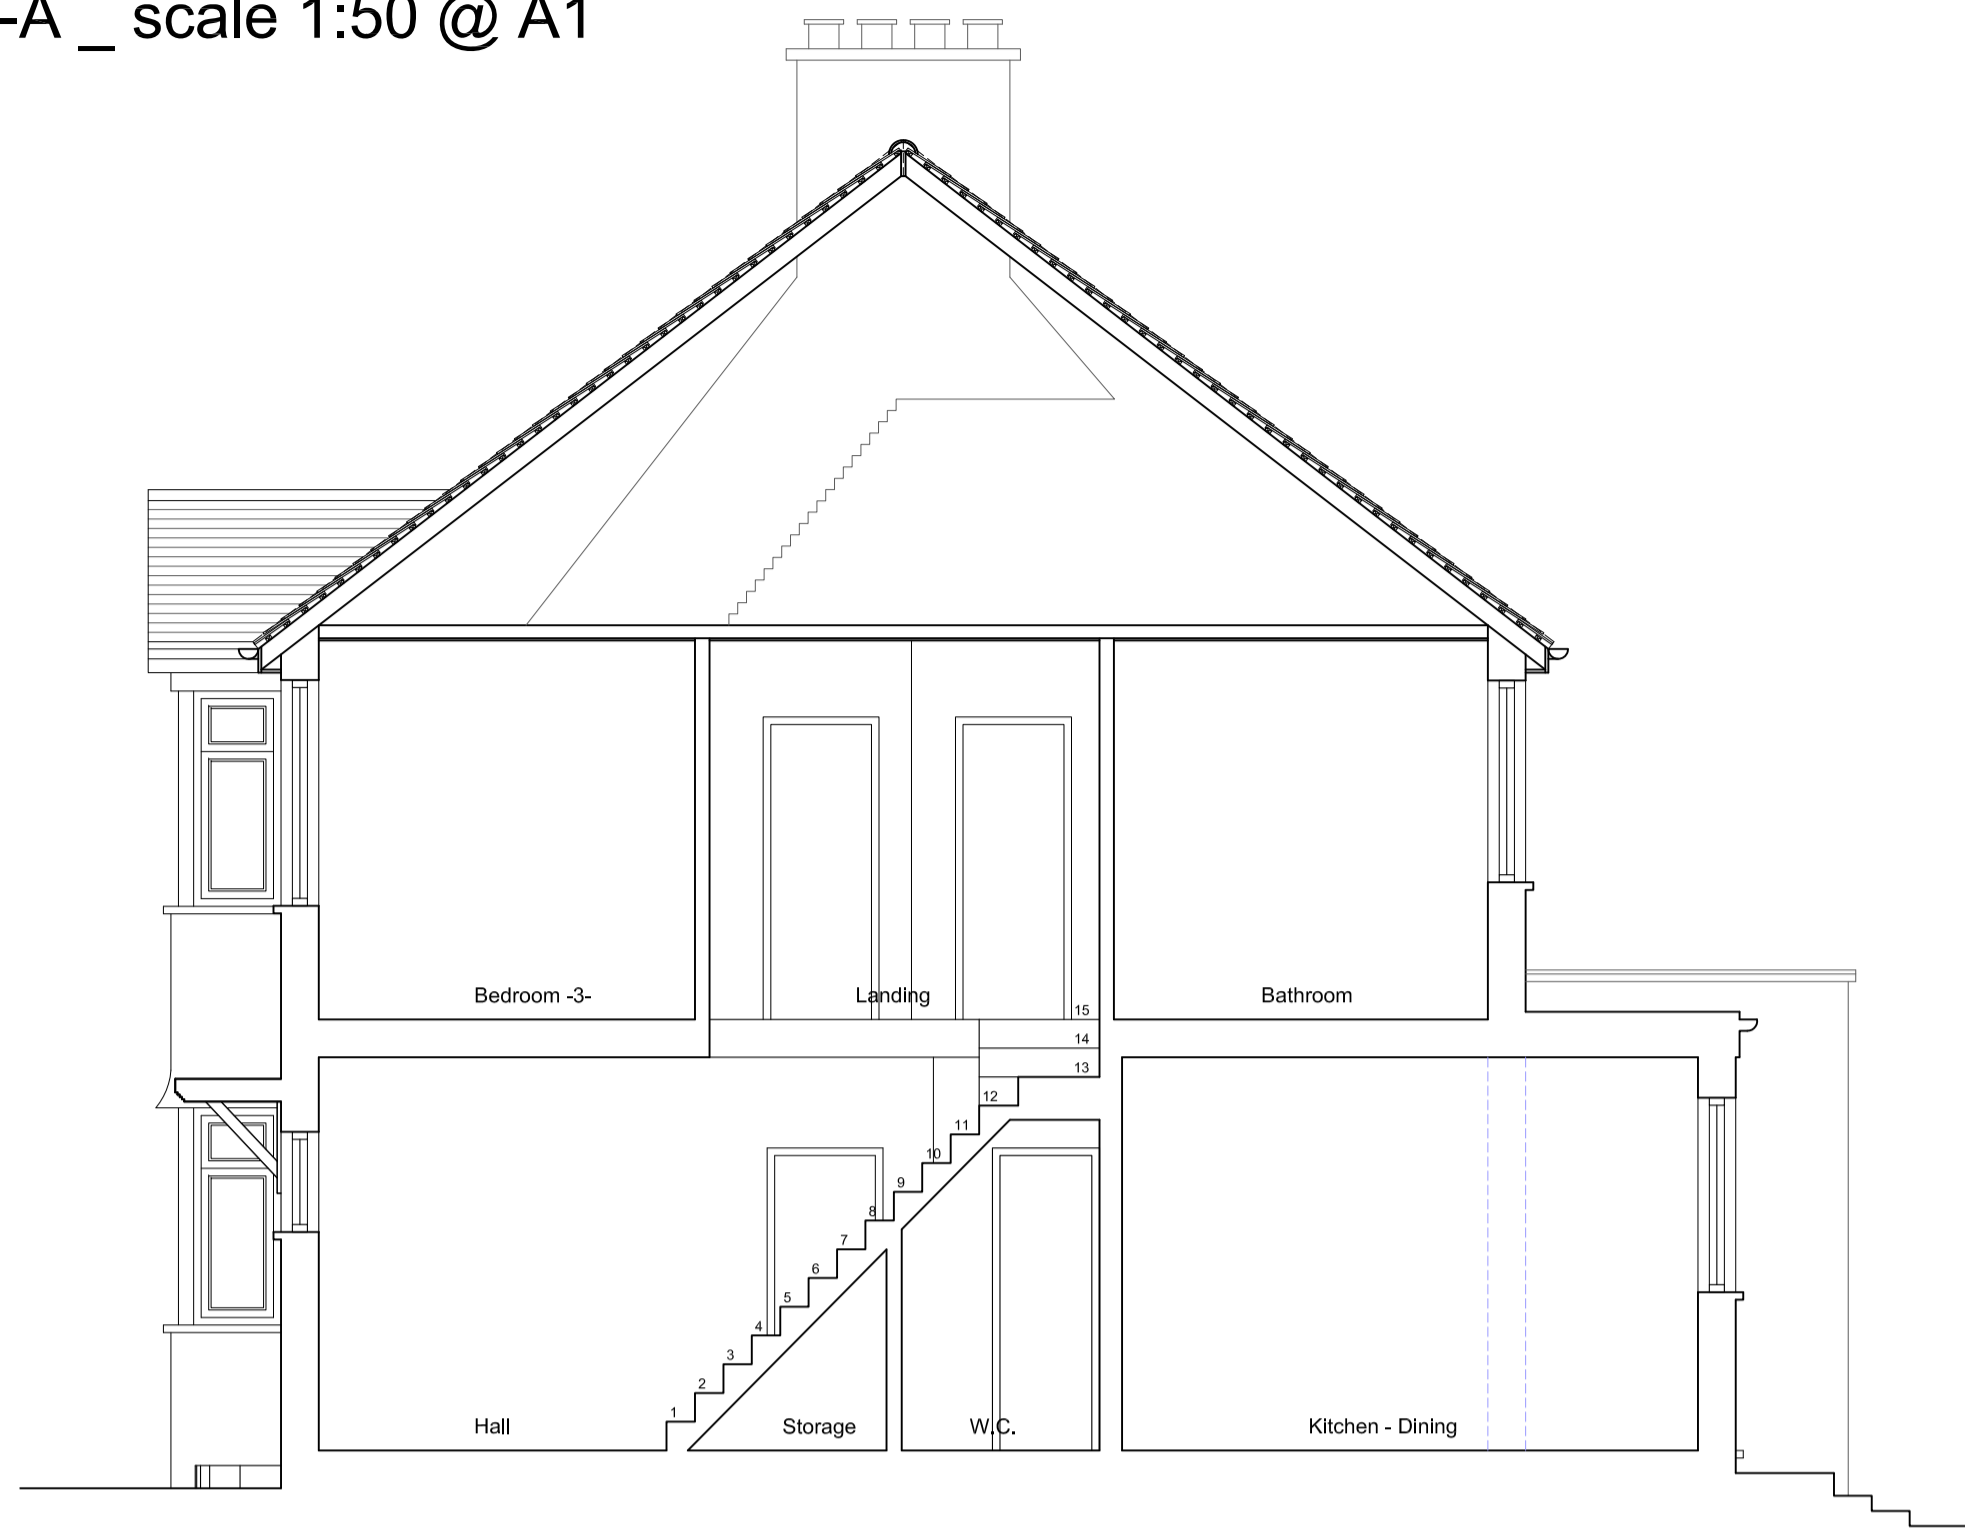 -A _ scale 1:50 @ A1
Bedroom -3-
Landing
Bathroom
15
14
13
12
11
10
9
8
7
6
5
4
3
2
1
Hall
Storage
W.C.
Kitchen - Dining